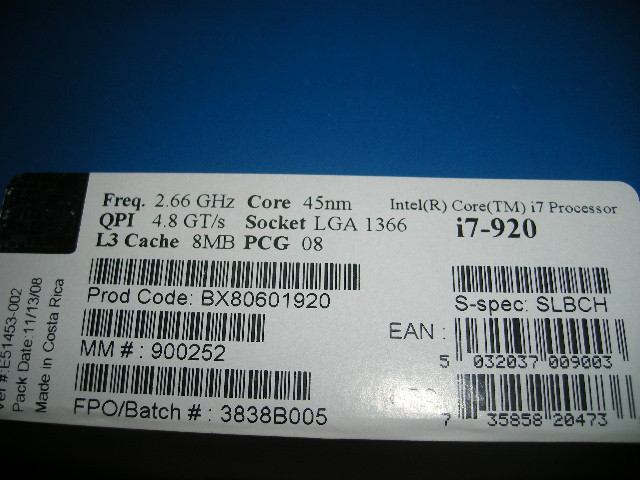 Freq. 2.66 GHz Core 45nm
QPI 4.8 GT/s Socket LGA 1366
L3 Cache 8MB PCG 08
Intel(R) Core(TM) i7 Processor
i7-920
Prod Code: BX80601920
MM # : 900252
FPO/Batch # : 3838B005
S-spec: SLBCH
EAN :
5 032037 009003
7 35858 20473
#: E51453-002
Pack Date:11/13/08
Made in Costa Rica